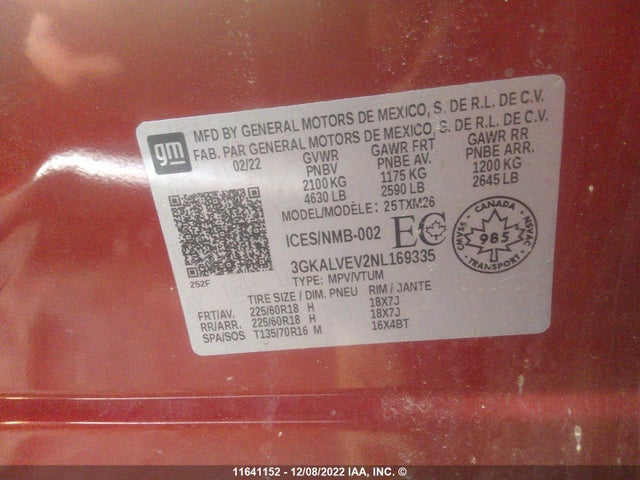 gm
MFD BY GENERAL MOTORS DE MEXICO, S. DE R.L. DE C.V.
FAB. PAR GENERAL MOTORS DE MEXICO, S. DE R.L. DE C.V.
02/22 GVWR GAWR FRT GAWR RR
PNBV PNBE AV. PNBE ARR.
2100 KG 1175 KG 1200 KG
4630 LB 2590 LB 2645 LB
MODEL/MODÈLE: 25TXM26
ICES/NMB-002 EC
CANADA
985
TRANSPORT
NSVAC
3GKALVEV2NL169335
TYPE: MPV/VTUM
252F
TIRE SIZE / DIM. PNEU RIM / JANTE
FRT/AV. 225/60R18 H 18X7J
RR/ARR. 225/60R18 H 18X7J
SPA/SOS T135/70R16 M 16X4BT
11641152 - 12/08/2022 IAA, INC. ©